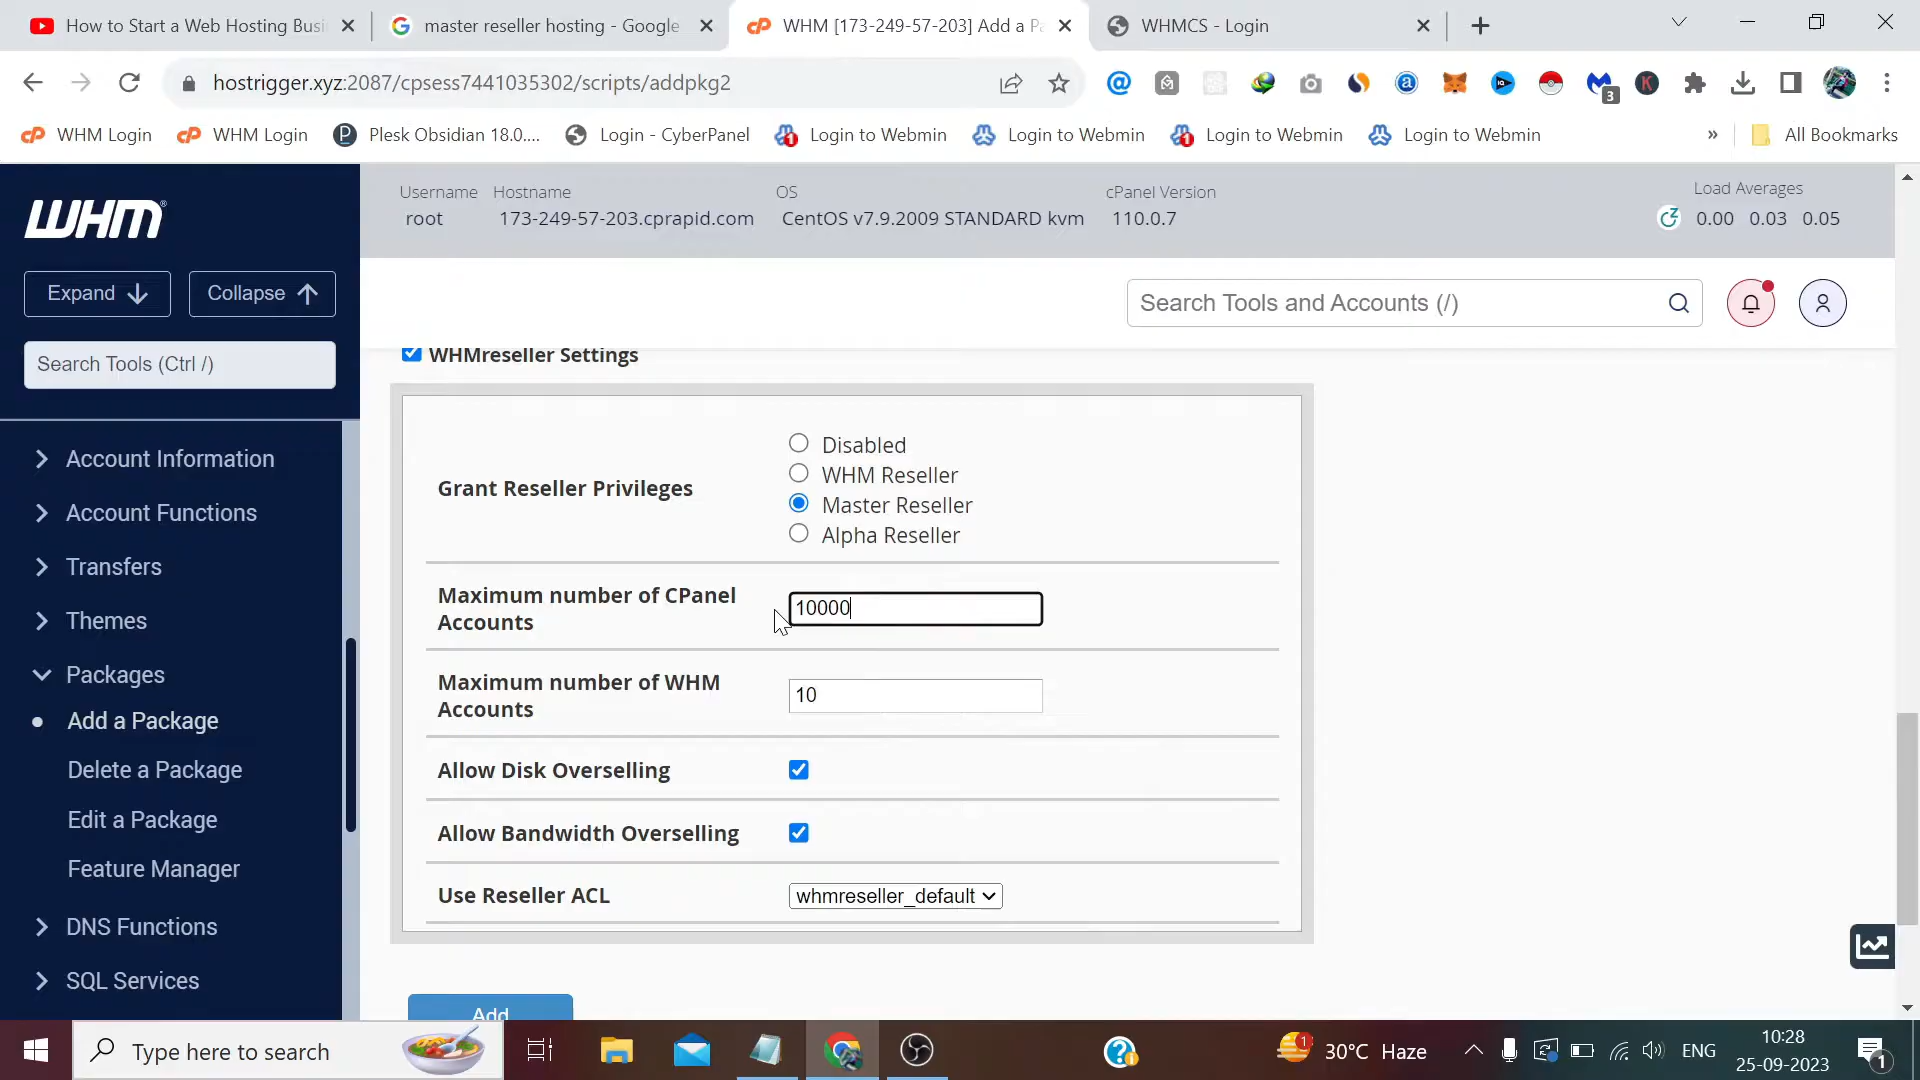 How to Start a Web Hosting Busi
master reseller hosting - Google
WHM [173-249-57-203] Add a Pa
WHMCS - Login
hostrigger.xyz:2087/cpsess7441035302/scripts/addpkg2
3
WHM Login
WHM Login
Plesk Obsidian 18.0....
Login - CyberPanel
Login to Webmin
Login to Webmin
Login to Webmin
Login to Webmin
»
All Bookmarks
Username
root
Hostname
173-249-57-203.cprapid.com
OS
CentOS v7.9.2009 STANDARD kvm
cPanel Version
110.0.7
Load Averages
0.00 0.03 0.05
WHM
Expand
Collapse
Search Tools (Ctrl /)
Search Tools and Accounts (/)
Account Information
Account Functions
Transfers
Themes
Packages
Add a Package
Delete a Package
Edit a Package
Feature Manager
DNS Functions
SQL Services
WHMreseller Settings
Grant Reseller Privileges
Disabled
WHM Reseller
Master Reseller
Alpha Reseller
Maximum number of CPanel
Accounts
10000
Maximum number of WHM
Accounts
10
Allow Disk Overselling
Allow Bandwidth Overselling
Use Reseller ACL
whmreseller_default
Add
Type here to search
30°C Haze
ENG
10:28
25-09-2023
1